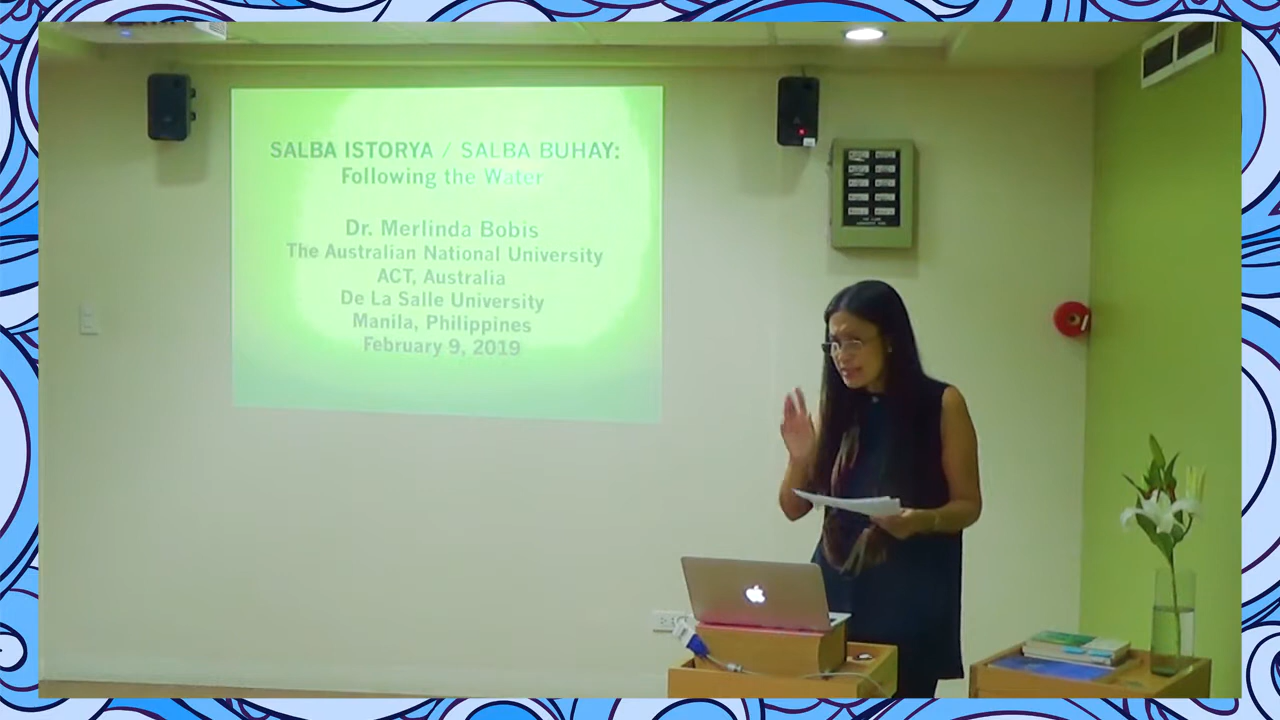 SALBA ISTORYA / SALBA BUHAY:
Following the Water
Dr. Merlinda Bobis
The Australian National University
ACT, Australia
De La Salle University
Manila, Philippines
February 9, 2019